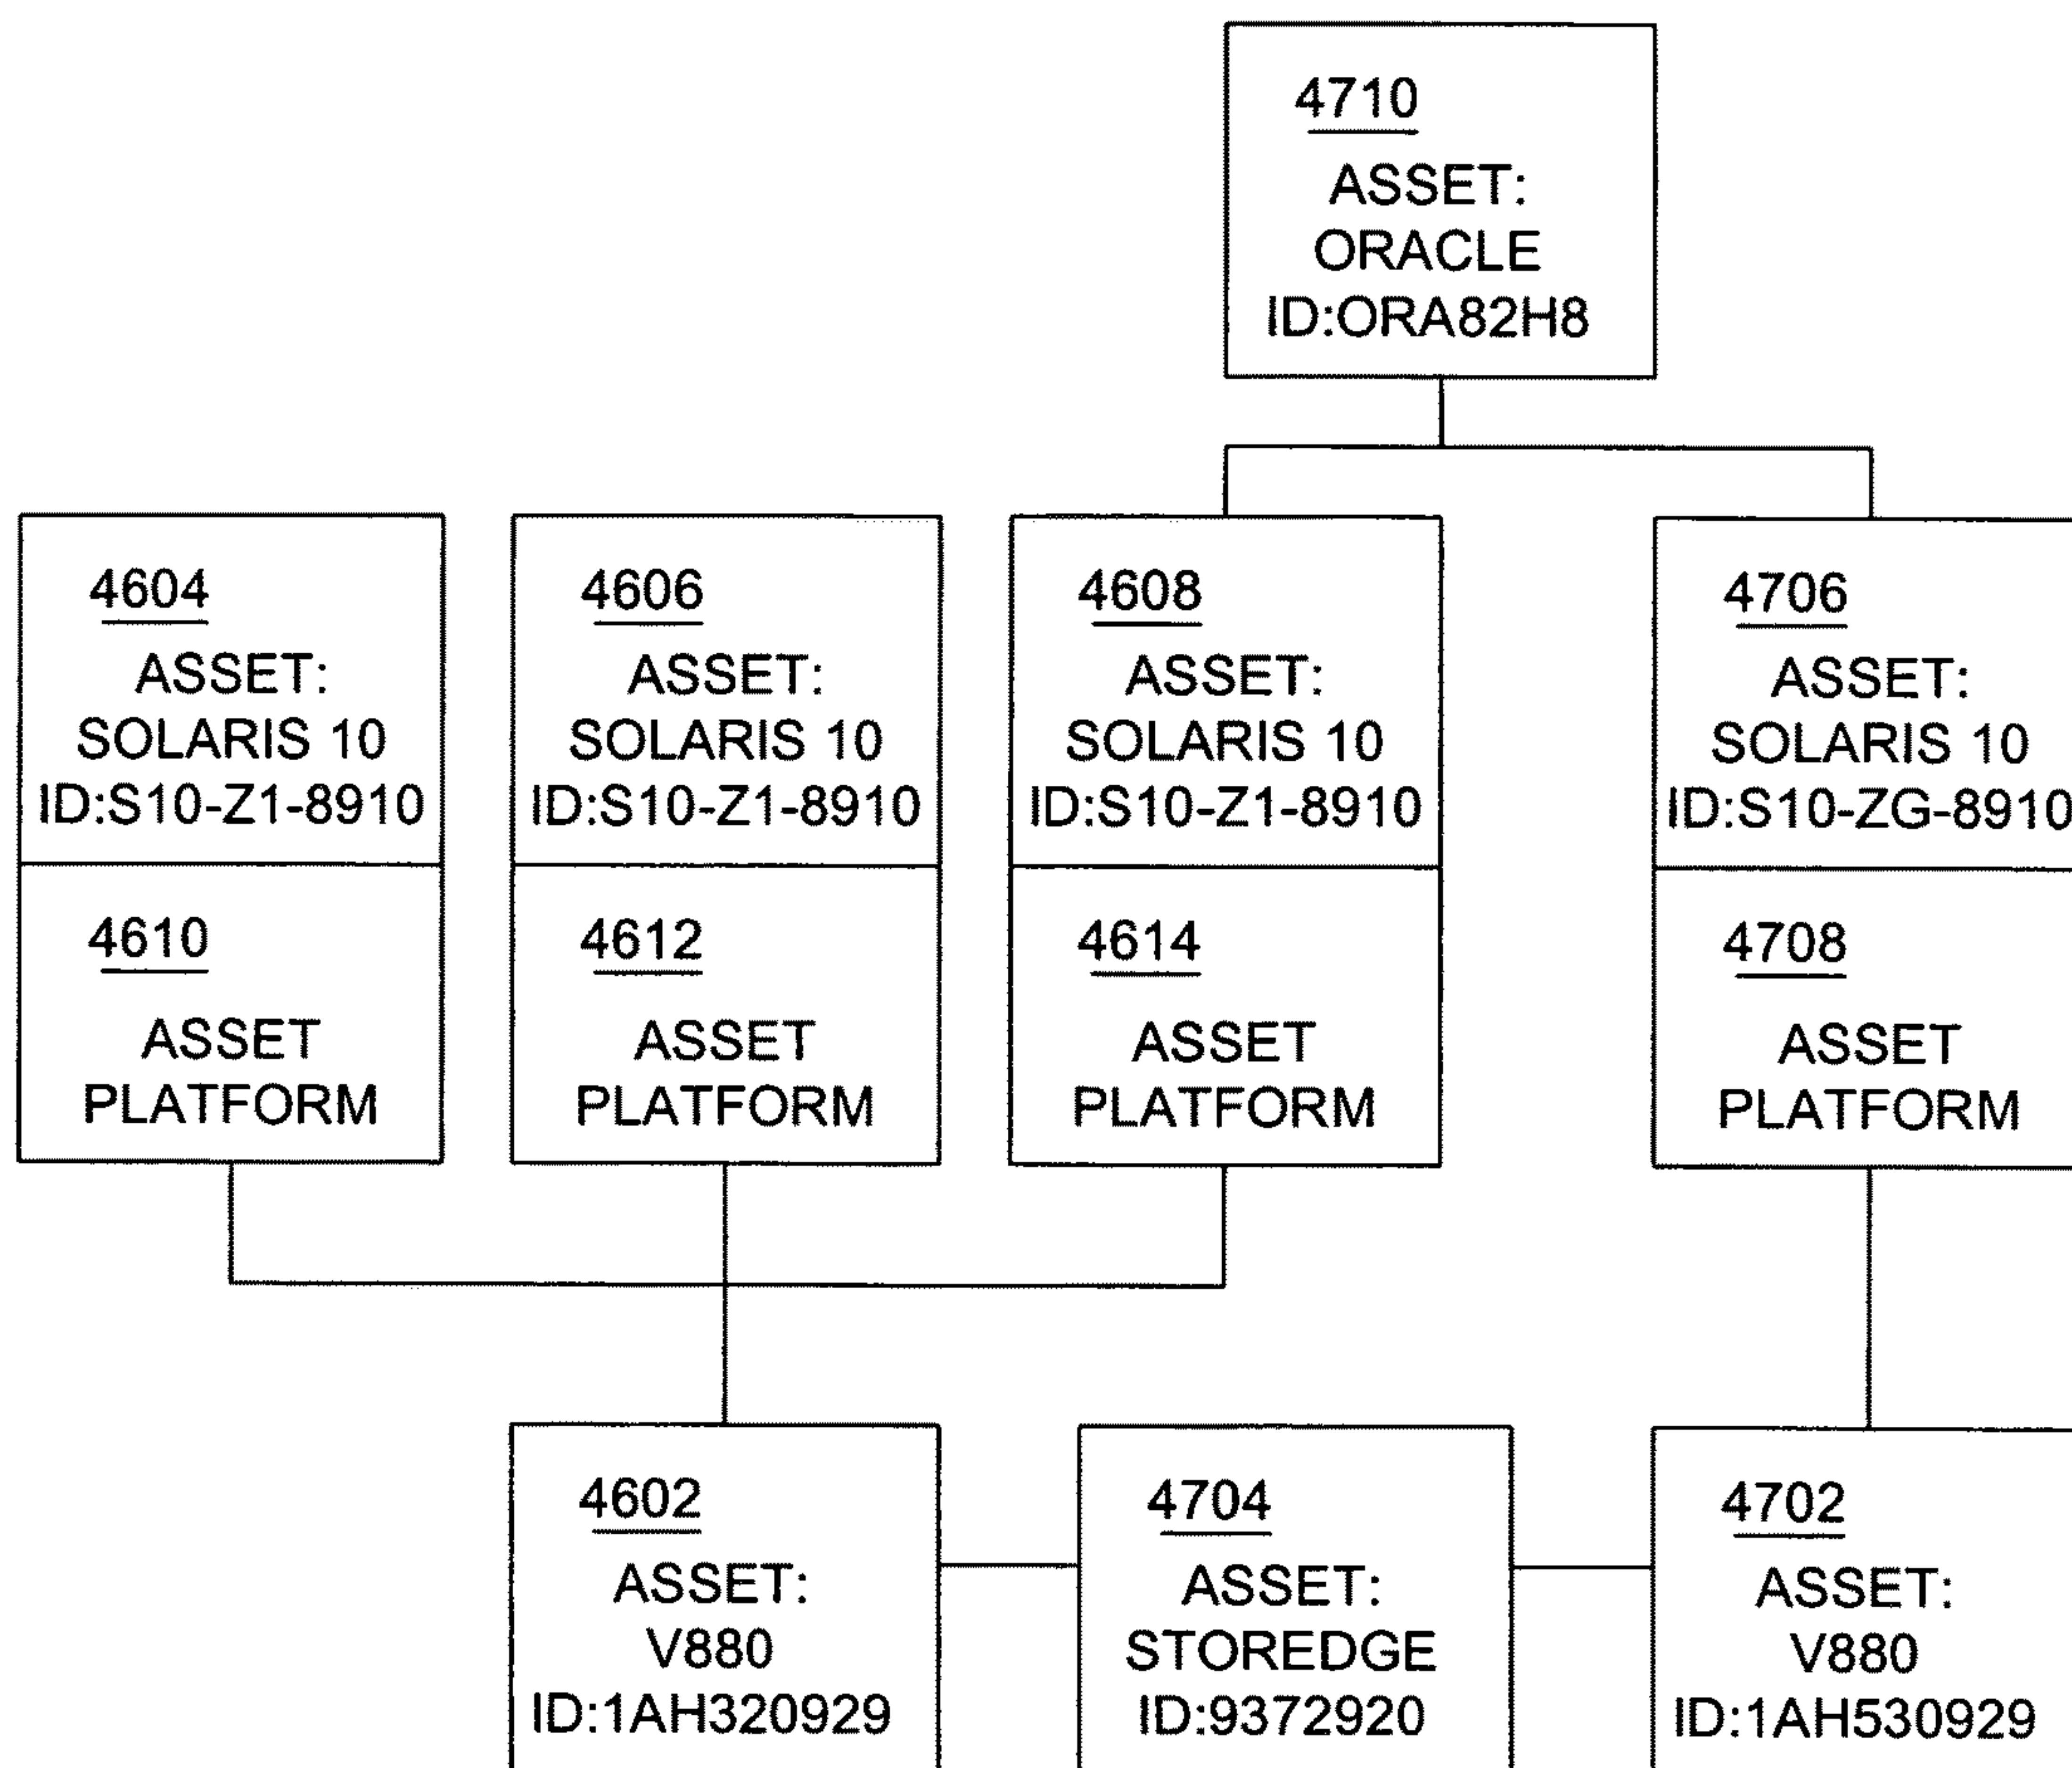 4710
ASSET:
ORACLE
ID:ORA82H8
4604
ASSET:
SOLARIS 10
ID:S10-Z1-8910
4606
ASSET:
SOLARIS 10
ID:S10-Z1-8910
4608
ASSET:
SOLARIS 10
ID:S10-Z1-8910
4706
ASSET:
SOLARIS 10
ID:S10-ZG-8910
4610
ASSET
PLATFORM
4612
ASSET
PLATFORM
4614
ASSET
PLATFORM
4708
ASSET
PLATFORM
4602
ASSET:
V880
ID:1AH320929
4704
ASSET:
STOREDGE
ID:9372920
4702
ASSET:
V880
ID:1AH530929